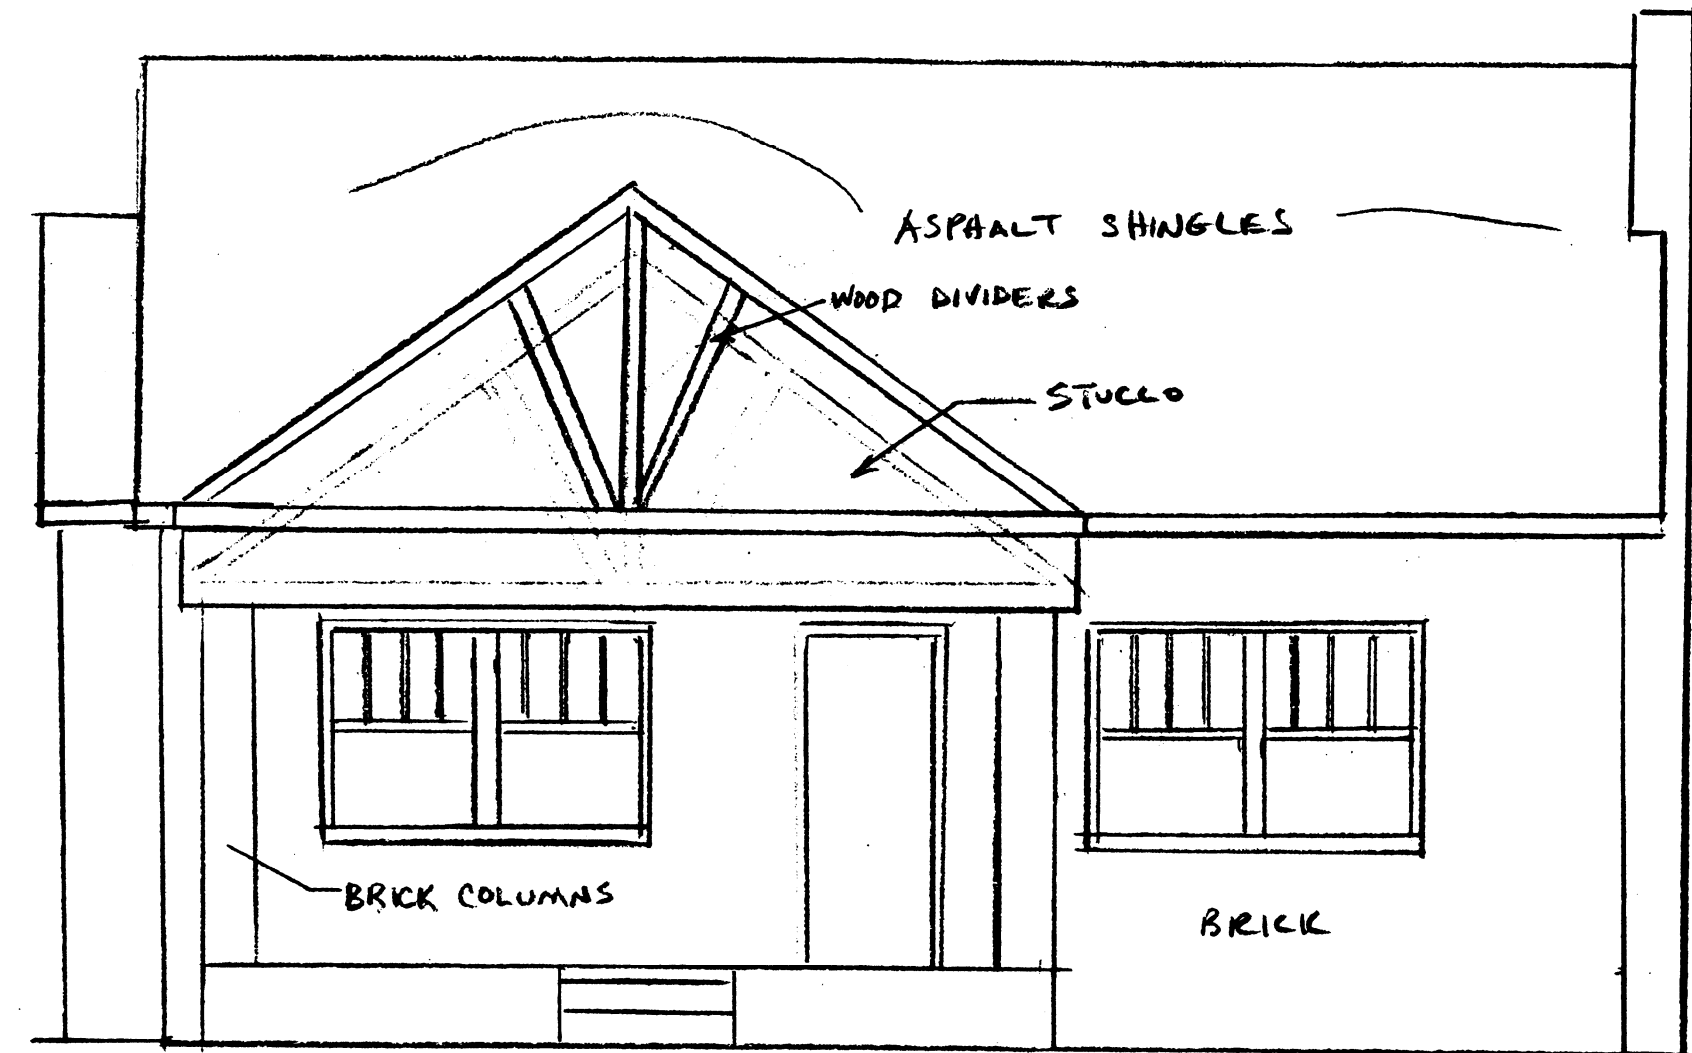 ASPHALT SHINGLES
WOOD DIVIDERS
STUCCO
BRICK COLUMNS
BRICK